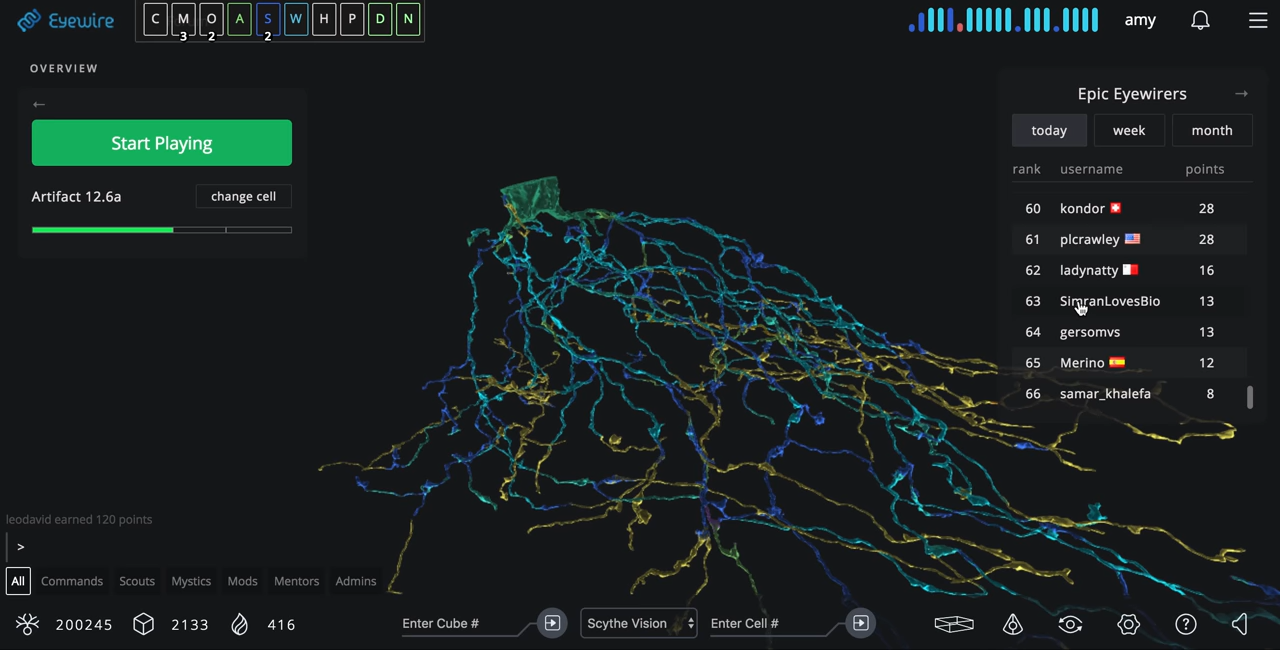 Eyewire
C M O A S W H P D N
3 2 2
amy
OVERVIEW
←
Start Playing
Artifact 12.6a
change cell
Epic Eyewirers
→
today week month
rank username points
60 kondor 28
61 plcrawley 28
62 ladynatty 16
63 SimranLovesBio 13
64 gersomvs 13
65 Merino 12
66 samar_khalefa 8
leodavid earned 120 points
>
All Commands Scouts Mystics Mods Mentors Admins
200245 2133 416 Enter Cube # Scythe Vision Enter Cell # ?